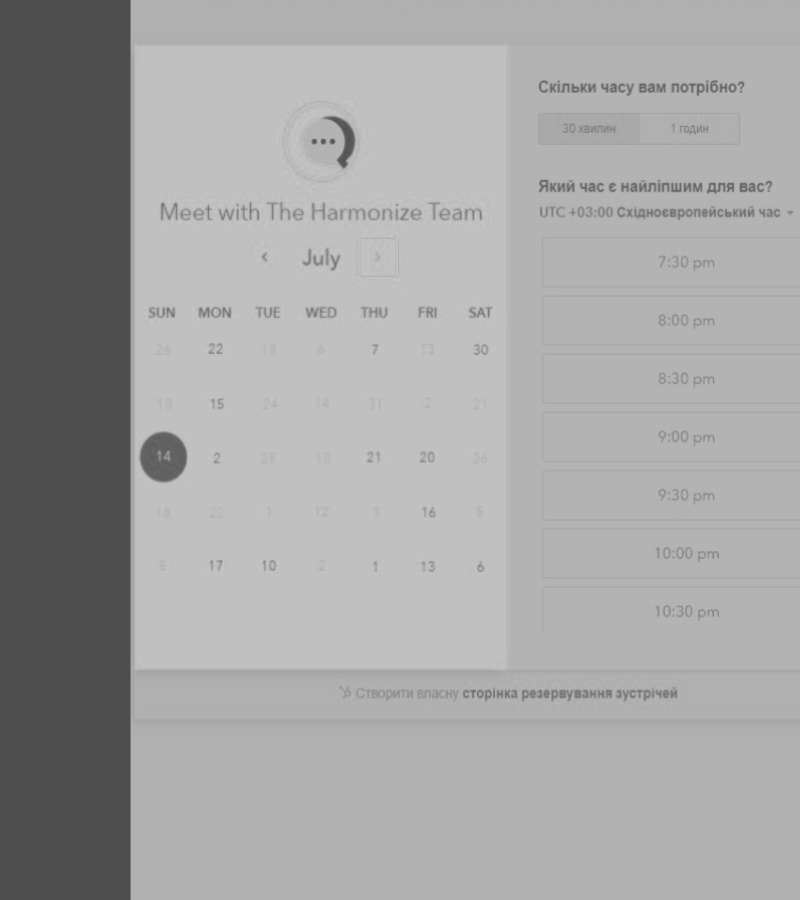 Meet with The Harmonize Team
July
SUN MON TUE WED THU FRI SAT
26 22 18 6 7 13 30
10 15 24 14 31 2 21
14 2 25 10 21 20 26
18 22 1 12 3 16 5
5 17 10 2 1 13 6
Скільки часу вам потрібно?
30 хвилин 1 годин
Який час є найліпшим для вас?
UTC +03:00 Східноєвропейський час
7:30 pm
8:00 pm
8:30 pm
9:00 pm
9:30 pm
10:00 pm
10:30 pm
Створити власну сторінка резервування зустрічей